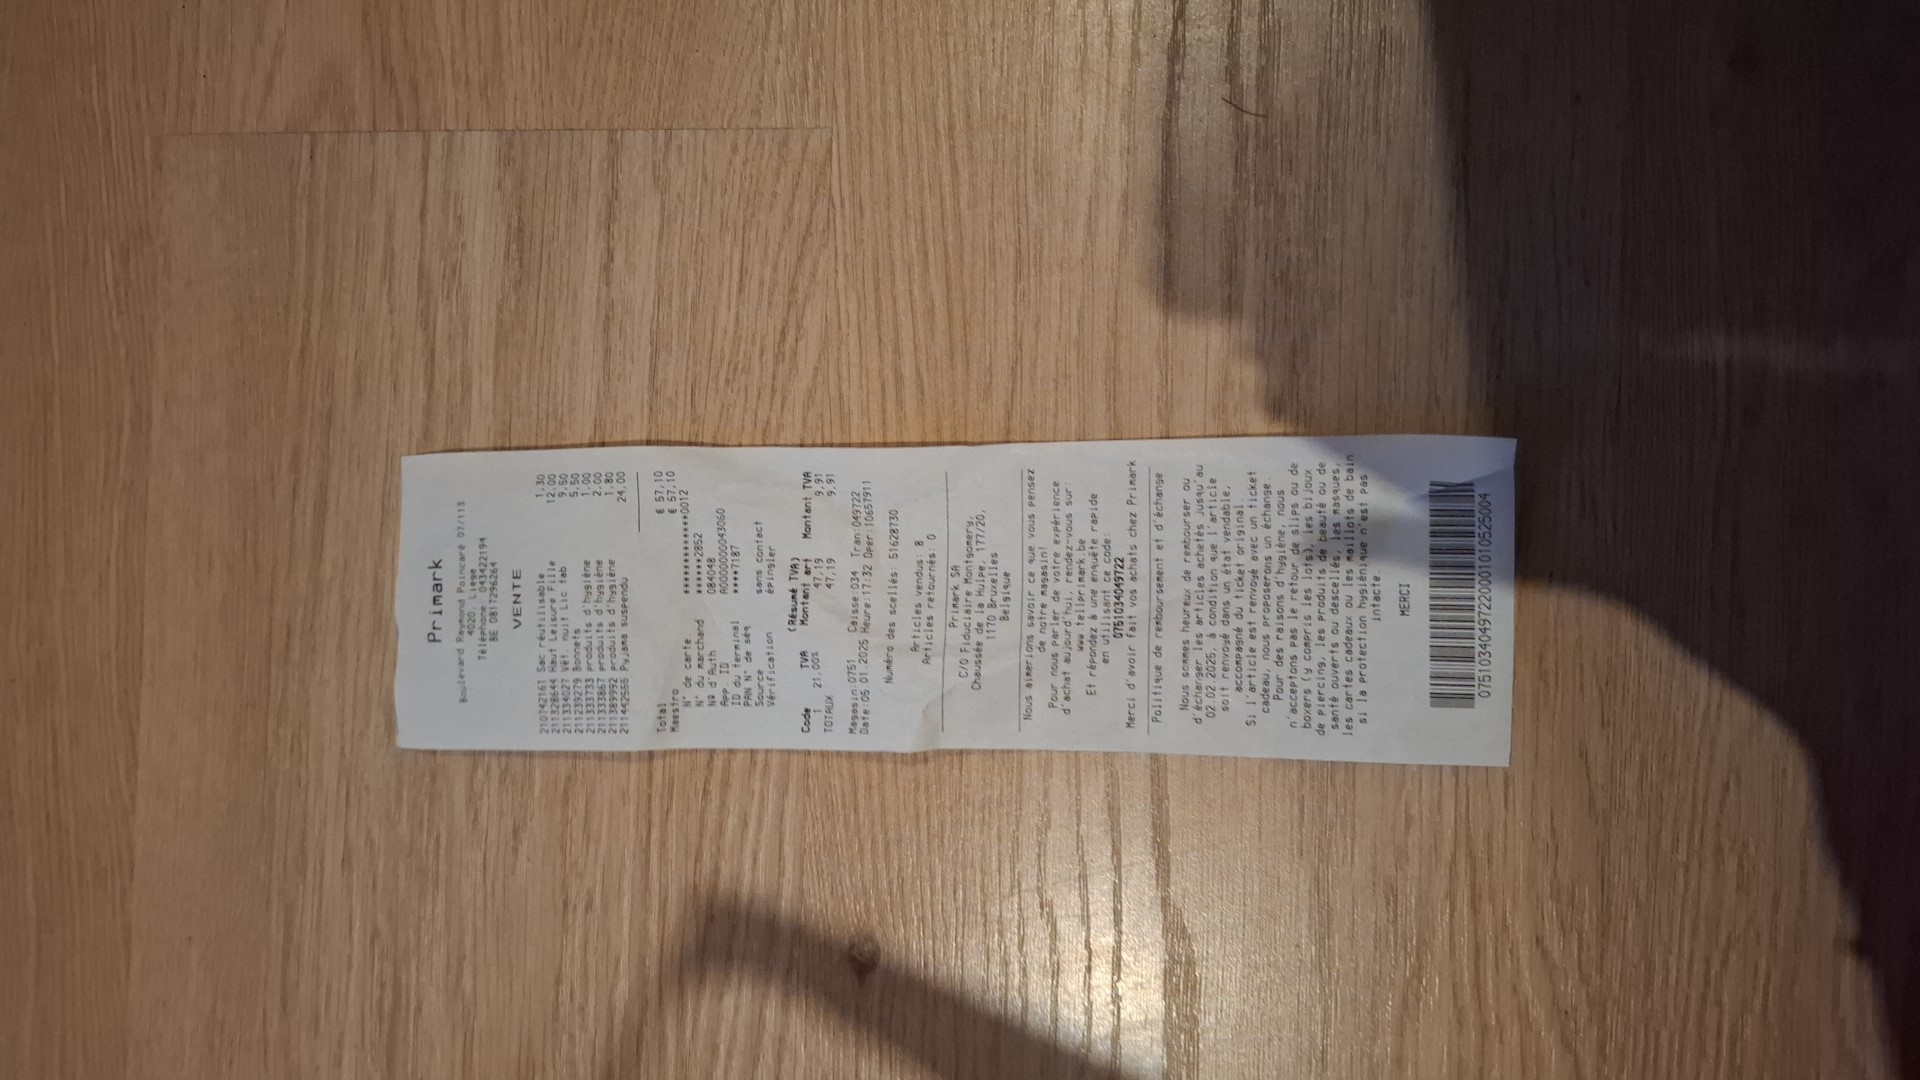 Primark
Boulevard Raymond Poincaré 07/113
4020, Liege
Téléphone: 043422194
BE 0817296264
VENTE
210742161 Sac réutilisable 1,30
211328644 Haut Leisure Fille 12,00
211334027 Vêt. nuit Lic fab 9,50
211239279 Bonnets 5,50
211333733 produits d'hygiène 1,00
211333867 produits d'hygiène 2,00
211389992 produits d'hygiène 1,80
211442555 Pyjama suspendu 24,00
Total € 57,10
Maestro € 57,10
N° de carte ***************0012
N° du marchand ******2852
Nº d'Auth 084048
App. ID A0000000043060
ID du terminal ****7187
PAN N° de séq
Source sans contact
Vérification épingler
(Résumé TVA)
Code TVA Montant art Montant TVA
1 21.00% 47,19 9,91
TOTAUX 47,19 9,91
Magasin:0751 Caisse:034 Tran:049722
Date:05.01.2025 Heure:17:32 Oper:10657911
Numéro des scellés: 51628730
Articles vendus: 8
Articles retournés: 0
Primark SA
C/O Fiduciaire Montgomery,
Chaussée de la Hulpe, 177/20,
1170 Bruxelles
Belgique
Nous aimerions savoir ce que vous pensez
de notre magasin!
Pour nous parler de votre expérience
d'achat aujourd'hui, rendez-vous sur:
www.tellprimark.be
Et répondez à une enquête rapide
en utilisant ce code:
0751034049722
Merci d'avoir fait vos achats chez Primark
Politique de remboursement et d'échange
Nous sommes heureux de rembourser ou
d'échanger les articles achetés jusqu'au
02.02.2025, à condition que l'article
soit renvoyé dans un état vendable,
accompagné du ticket original.
Si l'article est renvoyé avec un ticket
cadeau, nous proposerons un échange.
Pour des raisons d'hygiène, nous
n'acceptons pas le retour de slips ou de
boxers (y compris les lots), les bijoux
de piercing, les produits de beauté ou de
santé ouverts ou descellés, les masques,
les cartes cadeaux ou les maillots de bain
si la protection hygiénique n'est pas
intacte.
MERCI
07510340497220001010525004